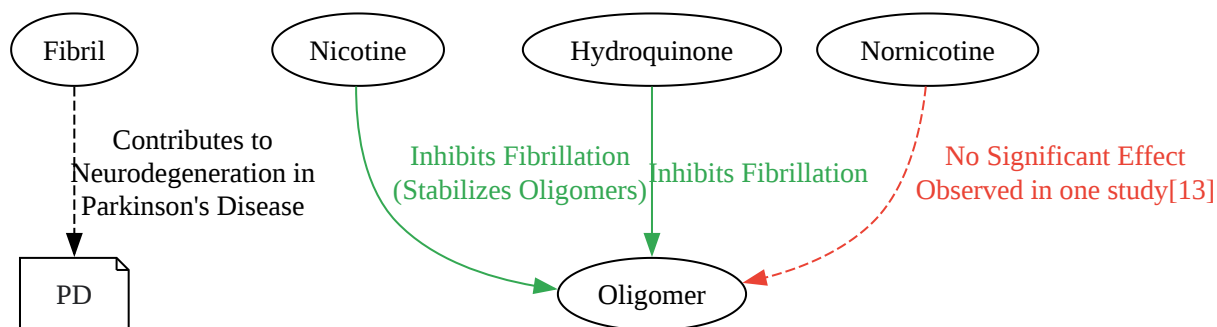 Fibril
Nicotine
Hydroquinone
Nornicotine
Contributes to
Neurodegeneration in
Parkinson's Disease
Inhibits Fibrillation
(Stabilizes Oligomers)
Inhibits Fibrillation
No Significant Effect
Observed in one study[13]
PD
Oligomer